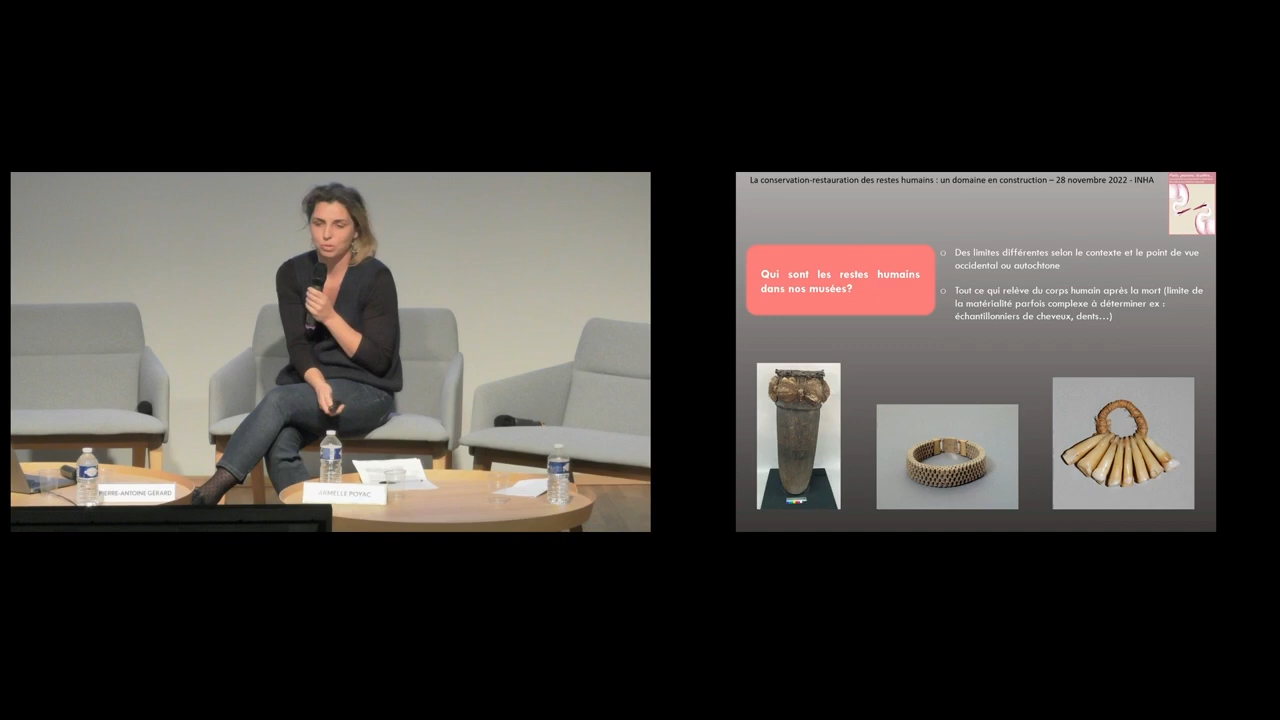 PIERRE-ANTOINE GÉRARD
ARMELLE POYAC
La conservation-restauration des restes humains : un domaine en construction – 28 novembre 2022 - INHA
Qui sont les restes humains
dans nos musées?
o Des limites différentes selon le contexte et le point de vue
occidental ou autochtone
o Tout ce qui relève du corps humain après la mort (limite de
la matérialité parfois complexe à déterminer ex :
échantillonniers de cheveux, dents…)